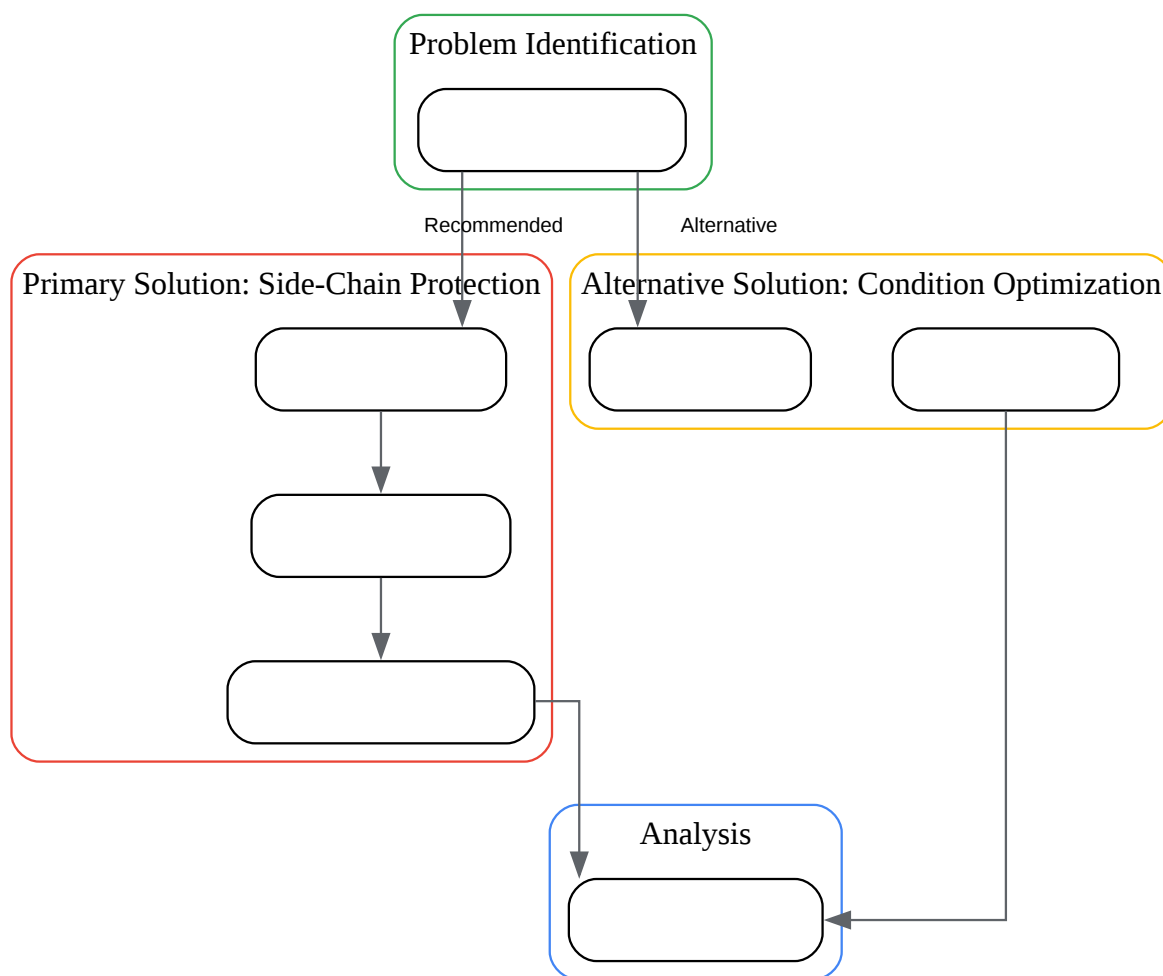 Problem Identification
Recommended
Alternative
Primary Solution: Side-Chain Protection
Alternative Solution: Condition Optimization
Analysis